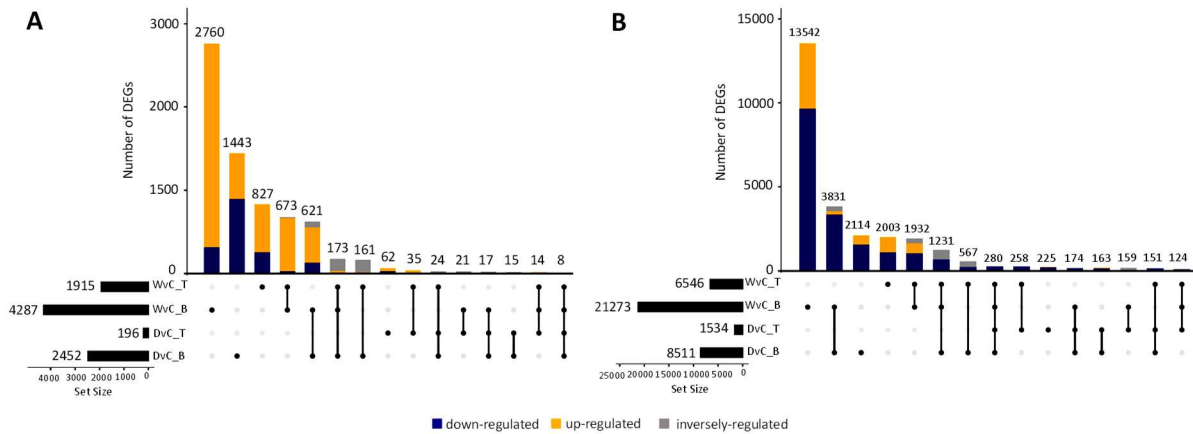 A
Number of DEGs
3000
2000
1500
0
2760
1443
827
673
621
173
161
62
35
24
21
17
15
14
8
1915
WvC_T
4287
WvC_B
196
DvC_T
2452
DvC_B
4000 3000 2000 1000 0
Set Size
B
Number of DEGs
15000
10000
5000
0
13542
3831
2114
2003
1932
1231
567
280
258
225
174
163
159
151
124
6546
WvC_T
21273
WvC_B
1534
DvC_T
8511
DvC_B
25000 20000 15000 10000 5000 0
Set Size
down-regulated up-regulated inversely-regulated